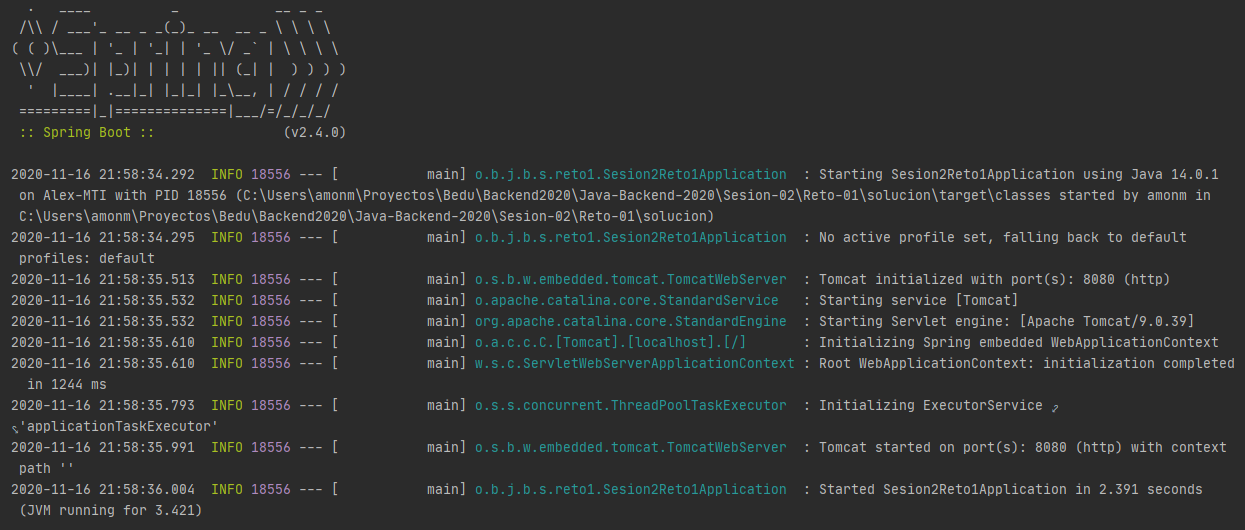 .   ____          _            __ _ _
 /\\ / ___'_ __ _ _(_)_ __  __ _ \ \ \ \
( ( )\___ | '_ | '_| | '_ \/ _` | \ \ \ \
 \\/  ___)| |_)| | | | | || (_| |  ) ) ) )
  '  |____| .__|_| |_|_| |_\__, | / / / /
 =========|_|==============|___/=/_/_/_/
 :: Spring Boot ::                (v2.4.0)
2020-11-16 21:58:34.292  INFO 18556 --- [           main] o.b.j.b.s.reto1.Sesion2Reto1Application  : Starting Sesion2Reto1Application using Java 14.0.1
 on Alex-MTI with PID 18556 (C:\Users\amonm\Proyectos\Bedu\Backend2020\Java-Backend-2020\Sesion-02\Reto-01\solucion\target\classes started by amonm in
 C:\Users\amonm\Proyectos\Bedu\Backend2020\Java-Backend-2020\Sesion-02\Reto-01\solucion)
2020-11-16 21:58:34.295  INFO 18556 --- [           main] o.b.j.b.s.reto1.Sesion2Reto1Application  : No active profile set, falling back to default
 profiles: default
2020-11-16 21:58:35.513  INFO 18556 --- [           main] o.s.b.w.embedded.tomcat.TomcatWebServer  : Tomcat initialized with port(s): 8080 (http)
2020-11-16 21:58:35.532  INFO 18556 --- [           main] o.apache.catalina.core.StandardService   : Starting service [Tomcat]
2020-11-16 21:58:35.532  INFO 18556 --- [           main] org.apache.catalina.core.StandardEngine  : Starting Servlet engine: [Apache Tomcat/9.0.39]
2020-11-16 21:58:35.610  INFO 18556 --- [           main] o.a.c.c.C.[Tomcat].[localhost].[/]       : Initializing Spring embedded WebApplicationContext
2020-11-16 21:58:35.610  INFO 18556 --- [           main] w.s.c.ServletWebServerApplicationContext : Root WebApplicationContext: initialization completed
  in 1244 ms
2020-11-16 21:58:35.793  INFO 18556 --- [           main] o.s.s.concurrent.ThreadPoolTaskExecutor  : Initializing ExecutorService
 'applicationTaskExecutor'
2020-11-16 21:58:35.991  INFO 18556 --- [           main] o.s.b.w.embedded.tomcat.TomcatWebServer  : Tomcat started on port(s): 8080 (http) with context
 path ''
2020-11-16 21:58:36.004  INFO 18556 --- [           main] o.b.j.b.s.reto1.Sesion2Reto1Application  : Started Sesion2Reto1Application in 2.391 seconds
 (JVM running for 3.421)